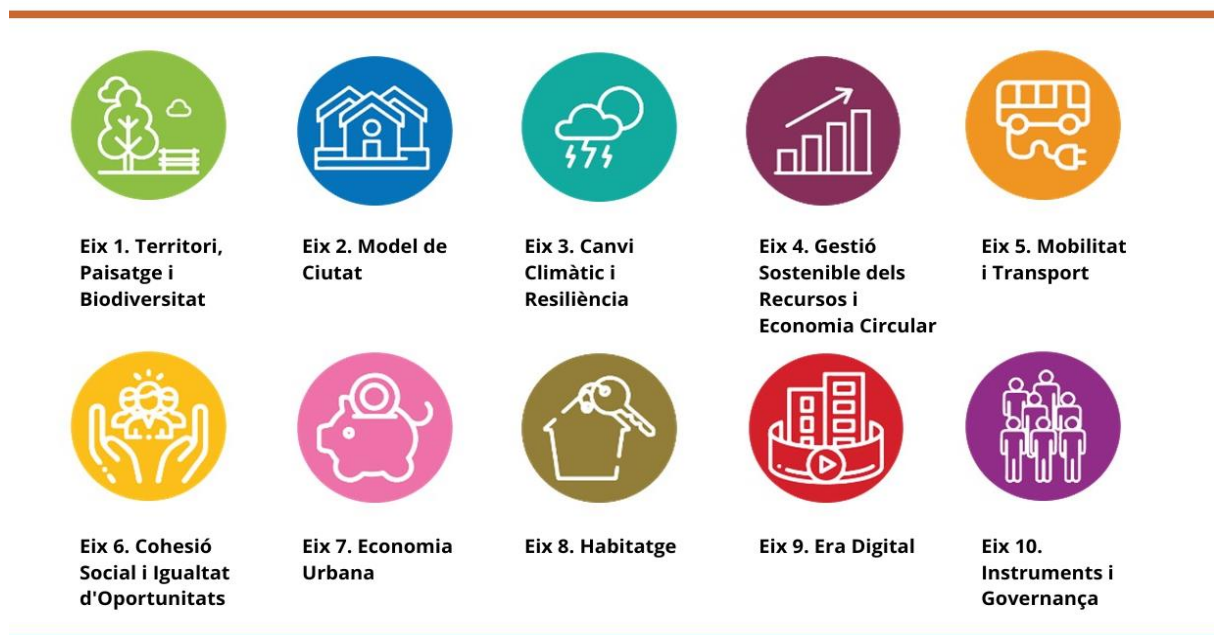 Eix 1. Territori,
Paisatge i
Biodiversitat
Eix 2. Model de
Ciutat
Eix 3. Canvi
Climàtic i
Resiliència
Eix 4. Gestió
Sostenible dels
Recursos i
Economia Circular
Eix 5. Mobilitat
i Transport
Eix 6. Cohesió
Social i Igualtat
d'Oportunitats
Eix 7. Economia
Urbana
Eix 8. Habitatge
Eix 9. Era Digital
Eix 10.
Instruments i
Governança